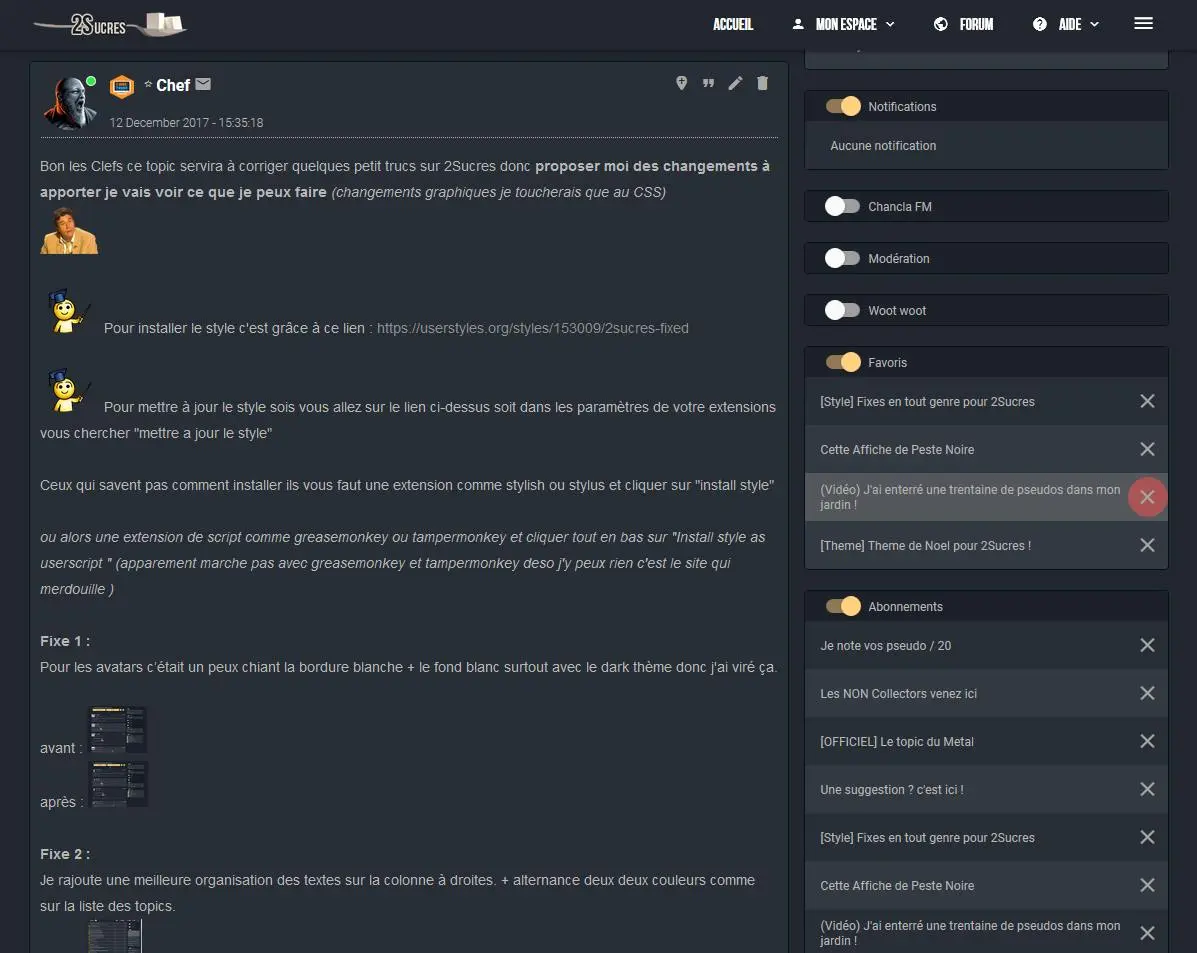 2SUCRES
ACCUEIL
MON ESPACE
FORUM
AIDE
Chef
12 December 2017 - 15:35:18
Bon les Clefs ce topic servira à corriger quelques petit trucs sur 2Sucres donc proposer moi des changements à
apporter je vais voir ce que je peux faire (changements graphiques je toucherais que au CSS)
Pour installer le style c'est grâce à ce lien : https://userstyles.org/styles/153009/2sucres-fixed
Pour mettre à jour le style sois vous allez sur le lien ci-dessus soit dans les paramètres de votre extensions
vous chercher "mettre a jour le style"
Ceux qui savent pas comment installer ils vous faut une extension comme stylish ou stylus et cliquer sur "install style"
ou alors une extension de script comme greasemonkey ou tampermonkey et cliquer tout en bas sur "Install style as
userscript " (apparement marche pas avec greasemonkey et tampermonkey deso j'y peux rien c'est le site qui
merdouille )
Fixe 1 :
Pour les avatars c'était un peux chiant la bordure blanche + le fond blanc surtout avec le dark thème donc j'ai viré ça.
avant :
après :
Fixe 2 :
Je rajoute une meilleure organisation des textes sur la colonne à droites. + alternance deux deux couleurs comme
sur la liste des topics.
Notifications
Aucune notification
Chancla FM
Modération
Woot woot
Favoris
[Style] Fixes en tout genre pour 2Sucres
Cette Affiche de Peste Noire
(Vidéo) J'ai enterré une trentaine de pseudos dans mon
jardin !
[Theme] Theme de Noel pour 2Sucres !
Abonnements
Je note vos pseudo / 20
Les NON Collectors venez ici
[OFFICIEL] Le topic du Metal
Une suggestion ? c'est ici !
[Style] Fixes en tout genre pour 2Sucres
Cette Affiche de Peste Noire
(Vidéo) J'ai enterré une trentaine de pseudos dans mon
jardin !